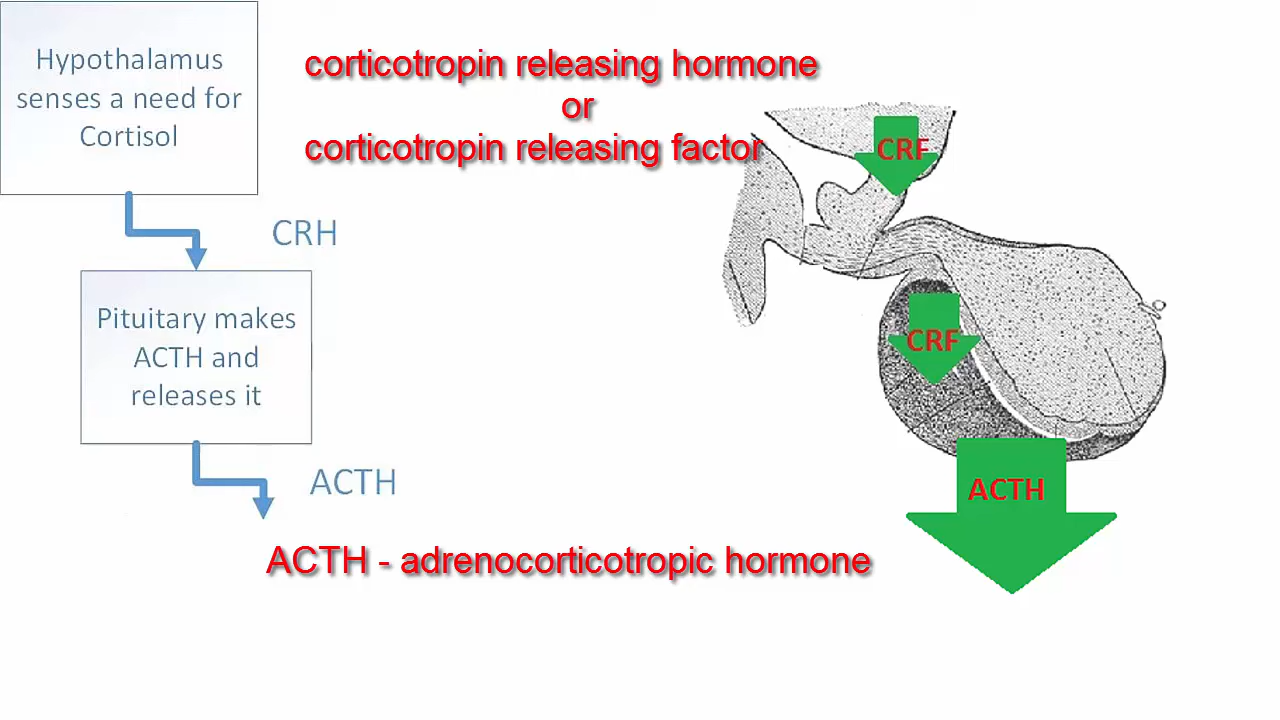 Hypothalamus
senses a need for
Cortisol
corticotropin releasing hormone
or
corticotropin releasing factor
CRF
CRH
Pituitary makes
ACTH and
releases it
CRF
ACTH
ACTH
ACTH - adrenocorticotropic hormone